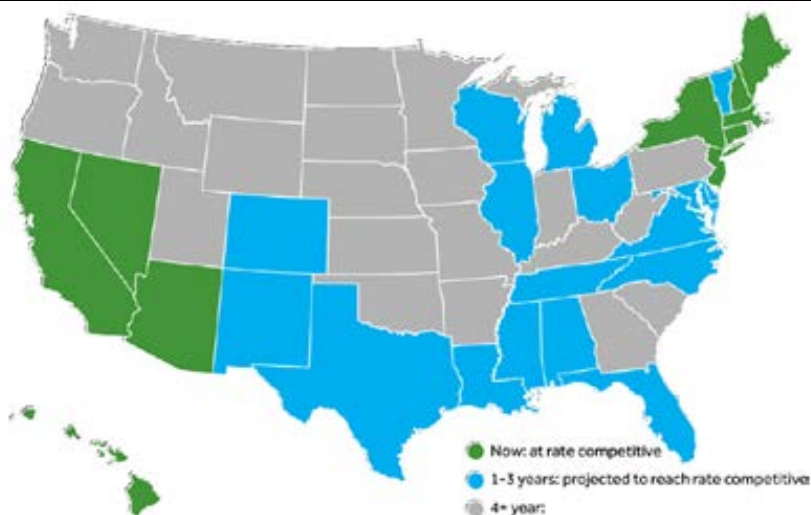 Now: at rate competitive
1-3 years: projected to reach rate competitive
4+ year: